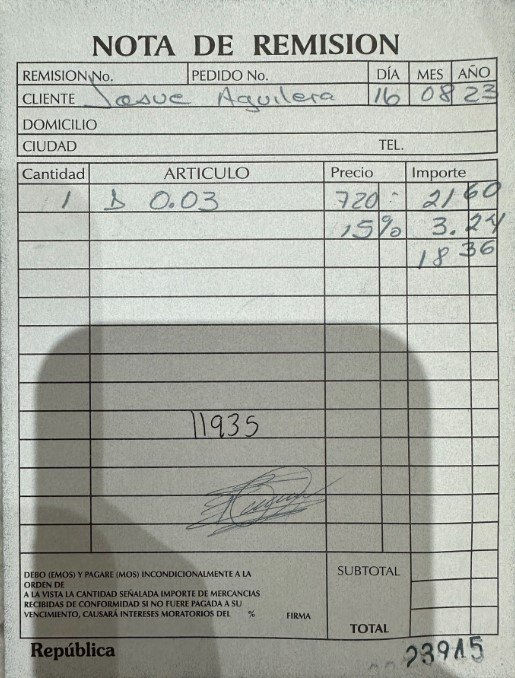 NOTA DE REMISION
REMISION No. PEDIDO No. DÍA MES AÑO
CLIENTE Josue Aguilera 16 08 23
DOMICILIO
CIUDAD TEL.
Cantidad ARTICULO Precio Importe
1 D 0.03 720.- 21 60
15% 3.24
18 36
11935
DEBO (EMOS) Y PAGARE (MOS) INCONDICIONALMENTE A LA
ORDEN DE
A LA VISTA LA CANTIDAD SEÑALADA IMPORTE DE MERCANCIAS
RECIBIDAS DE CONFORMIDAD SI NO FUERE PAGADA A SU
VENCIMIENTO, CAUSARÁ INTERESES MORATORIOS DEL % FIRMA
SUBTOTAL
TOTAL
República 23915